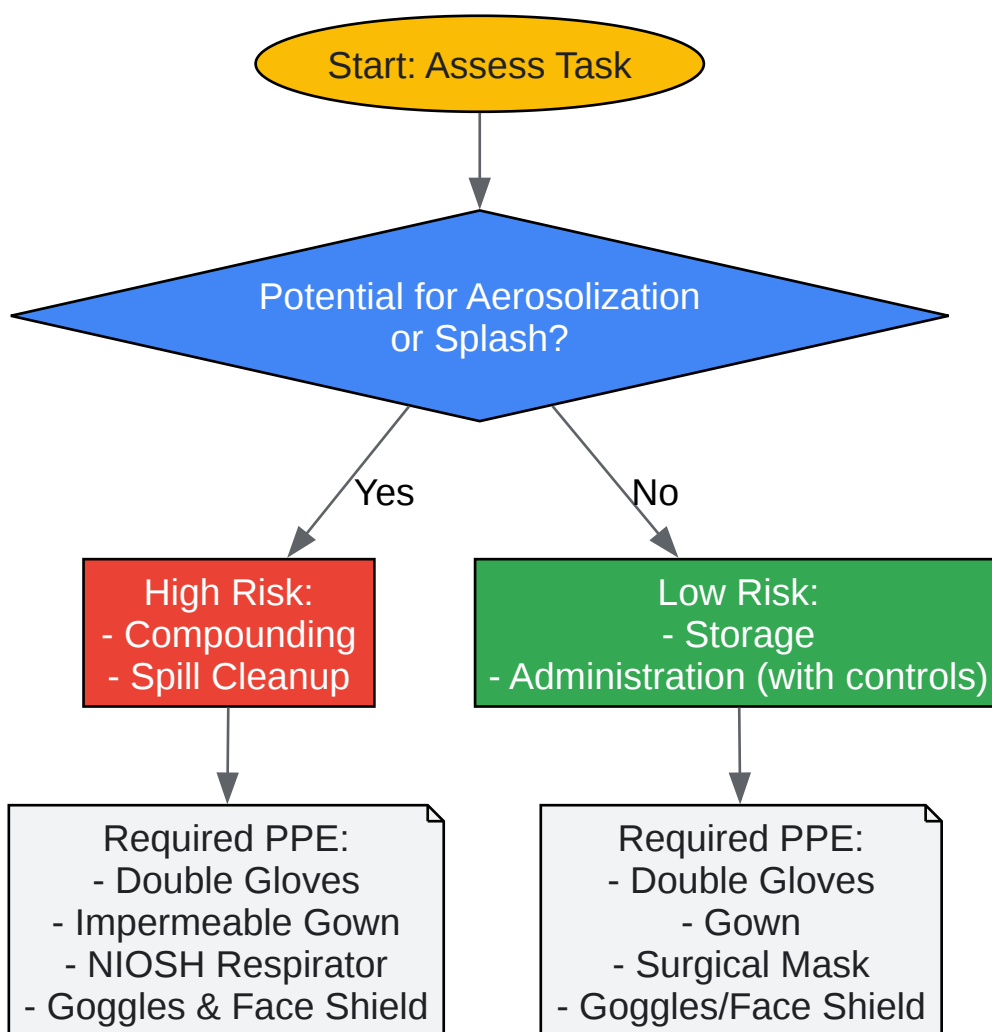 Start: Assess Task
Potential for Aerosolization
or Splash?
Yes
No
High Risk:
- Compounding
- Spill Cleanup
Low Risk:
- Storage
- Administration (with controls)
Required PPE:
- Double Gloves
- Impermeable Gown
- NIOSH Respirator
- Goggles & Face Shield
Required PPE:
- Double Gloves
- Gown
- Surgical Mask
- Goggles/Face Shield